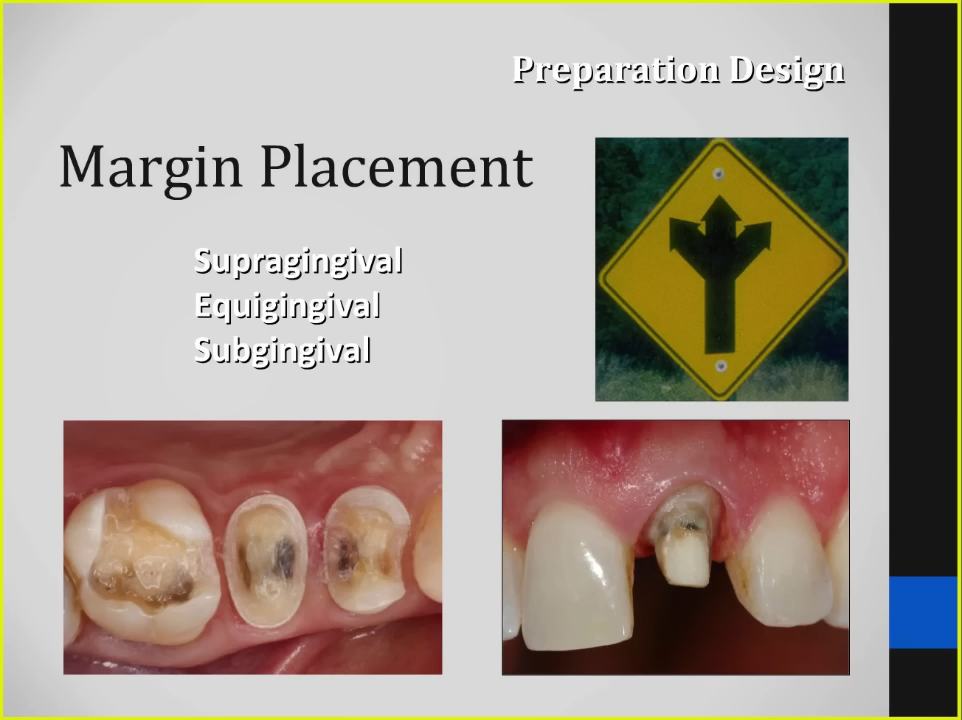 Preparation Design
Margin Placement
Supragingival
Equigingival
Subgingival